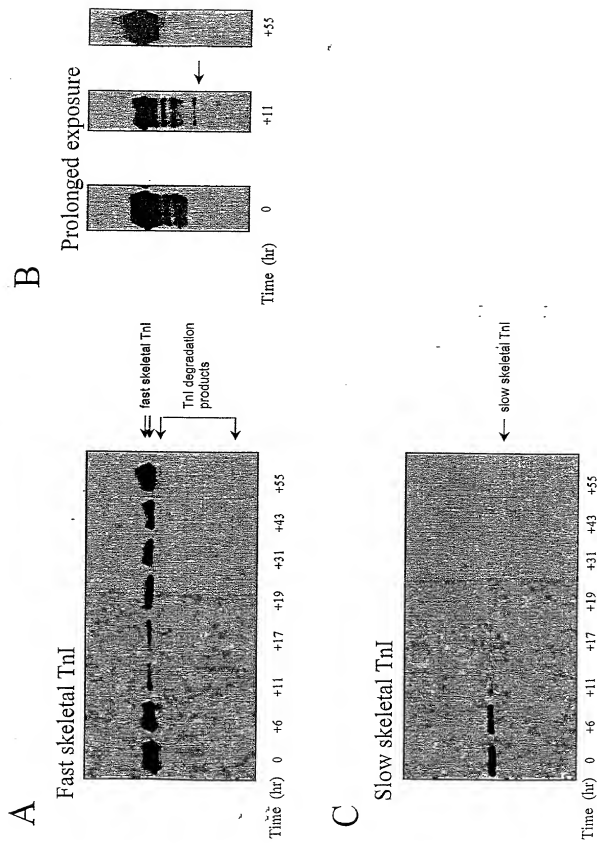 A
Fast skeletal TnI
fast skeletal TnI
TnI degradation
products
Time (hr) 0 +6 +11 +17 +19 +31 +43 +55
B
Prolonged exposure
Time (hr) 0 +11 +55
C
Slow skeletal TnI
slow skeletal TnI
Time (hr) 0 +6 +11 +17 +19 +31 +43 +55